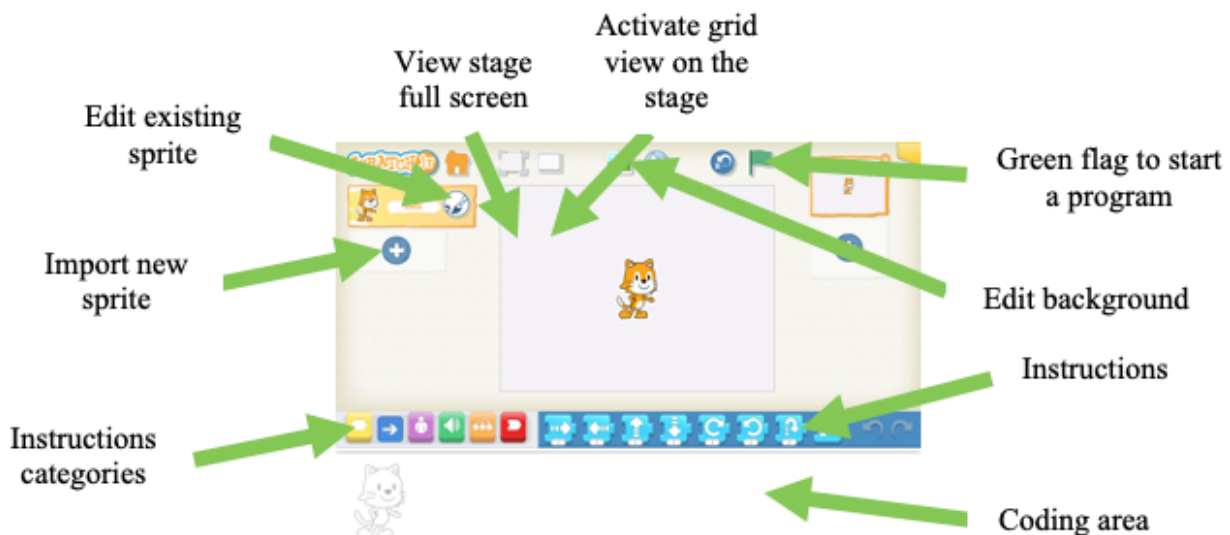 Activate grid
view on the
stage
View stage
full screen
Edit existing
sprite
Green flag to start
a program
Import new
sprite
Edit background
Instructions
Instructions
categories
Coding area